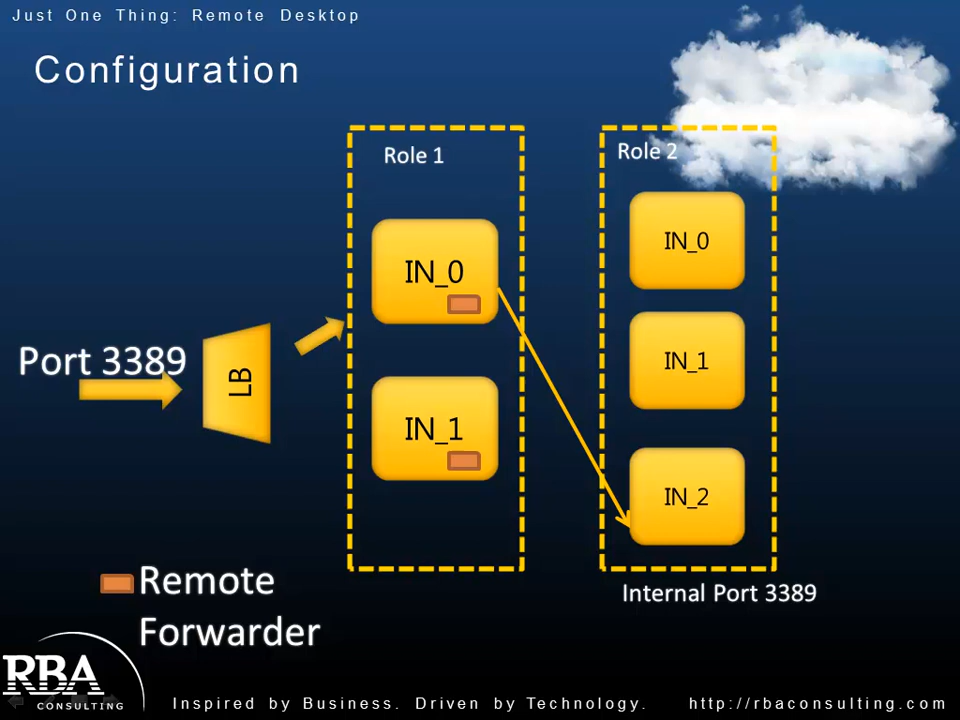 Just One Thing: Remote Desktop
Configuration
Role 1
Role 2
IN_0
IN_0
Port 3389
LB
IN_1
IN_1
IN_2
Remote
Forwarder
Internal Port 3389
RBA
CONSULTING
Inspired by Business. Driven by Technology.
http://rbaconsulting.com